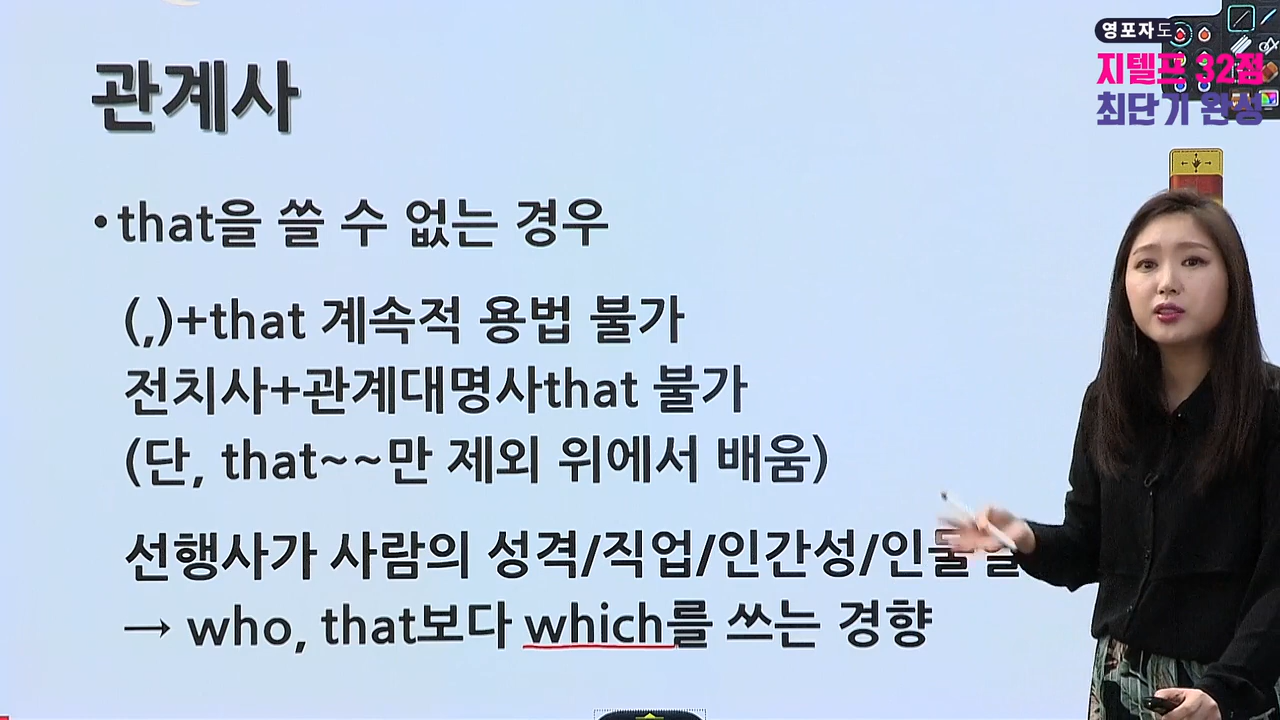 영포자도
지텔프 32점
최단기 완성
관계사
•that을 쓸 수 없는 경우
(,)+that 계속적 용법 불가
전치사+관계대명사that 불가
(단, that~~만 제외 위에서 배움)
선행사가 사람의 성격/직업/인간성/인물
→ who, that보다 which를 쓰는 경향